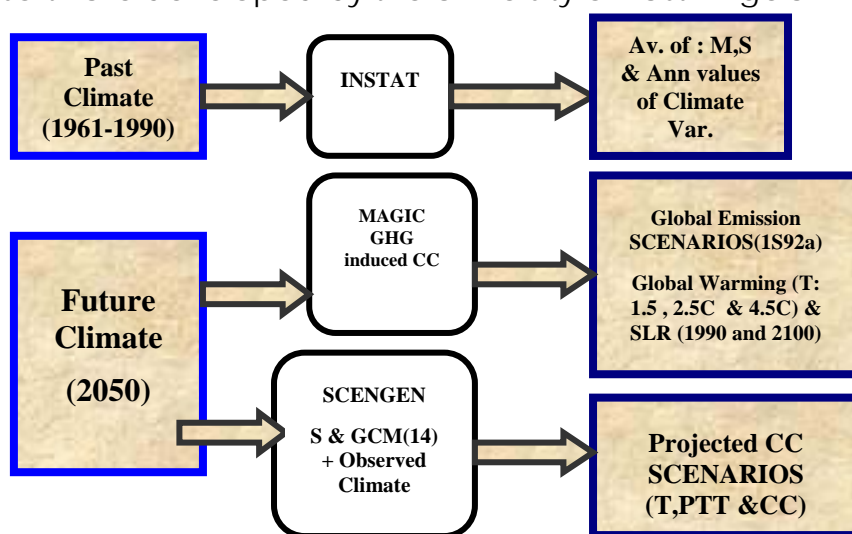 Past
Climate
(1961-1990)
INSTAT
Av. of : M,S
& Ann values
of Climate
Var.
Future
Climate
(2050)
MAGIC
GHG
induced CC
Global Emission
SCENARIOS(1S92a)
Global Warming (T:
1.5 , 2.5C & 4.5C) &
SLR (1990 and 2100)
SCENGEN
S & GCM(14)
+ Observed
Climate
Projected CC
SCENARIOS
(T,PTT &CC)